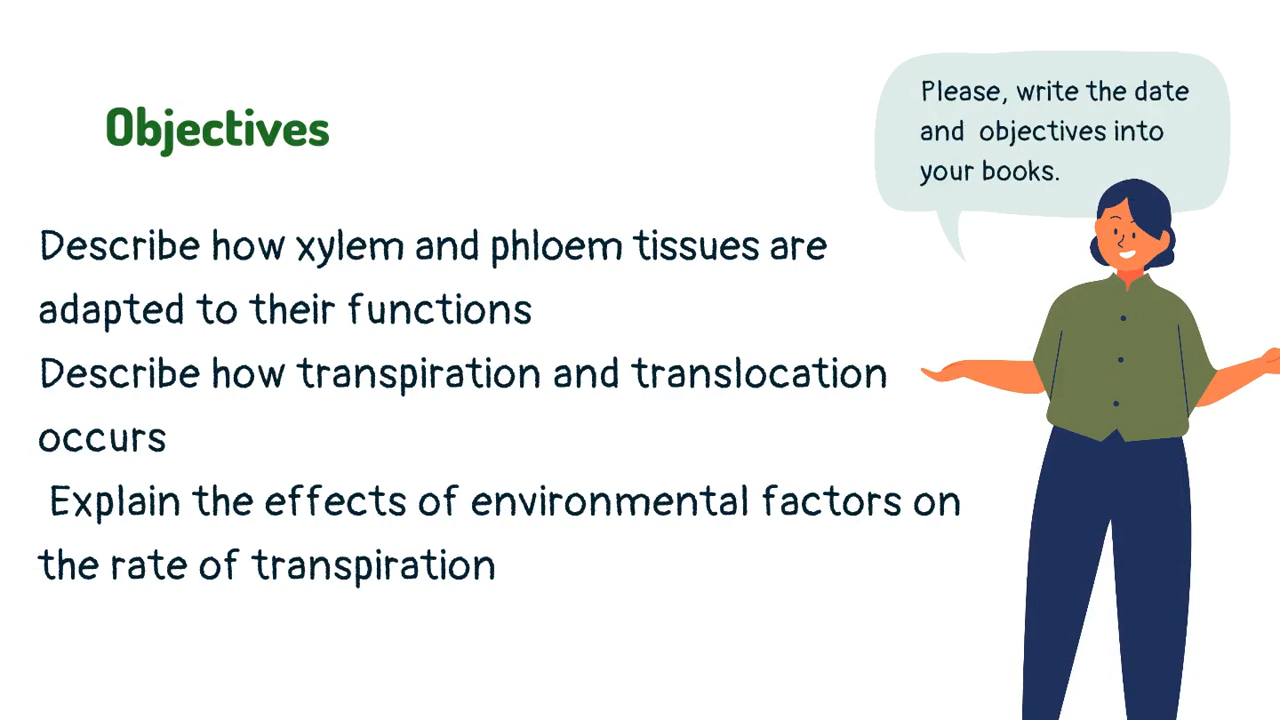 Objectives
Please, write the date
and objectives into
your books.
Describe how xylem and phloem tissues are
adapted to their functions
Describe how transpiration and translocation
occurs
Explain the effects of environmental factors on
the rate of transpiration